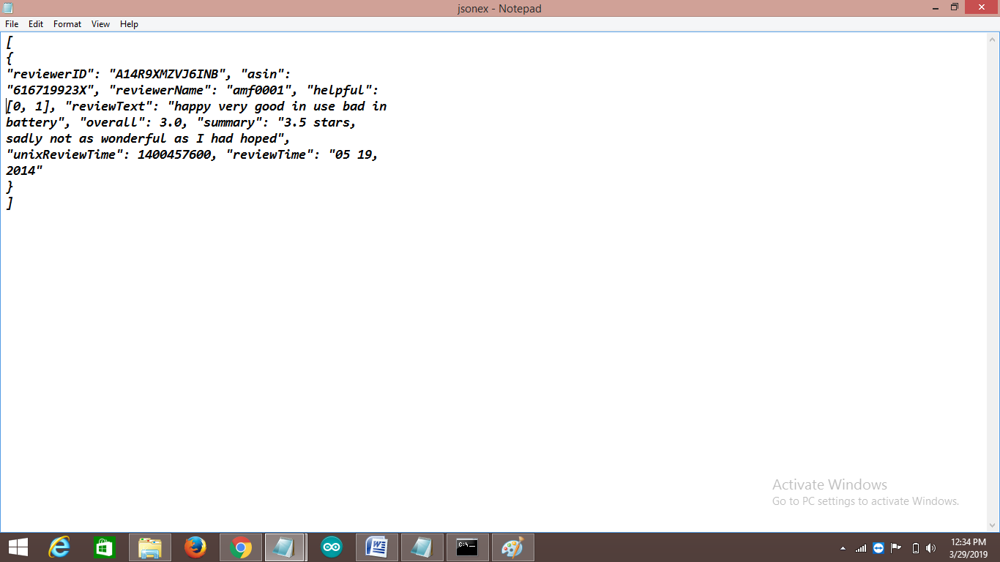 jsonex - Notepad
File Edit Format View Help
[
{
"reviewerID": "A14R9XMZVJ6INB", "asin":
"616719923X", "reviewerName": "amf0001", "helpful":
[0, 1], "reviewText": "happy very good in use bad in
battery", "overall": 3.0, "summary": "3.5 stars,
sadly not as wonderful as I had hoped",
"unixReviewTime": 1400457600, "reviewTime": "05 19,
2014"
}
]
Activate Windows
Go to PC settings to activate Windows.
12:34 PM
3/29/2019